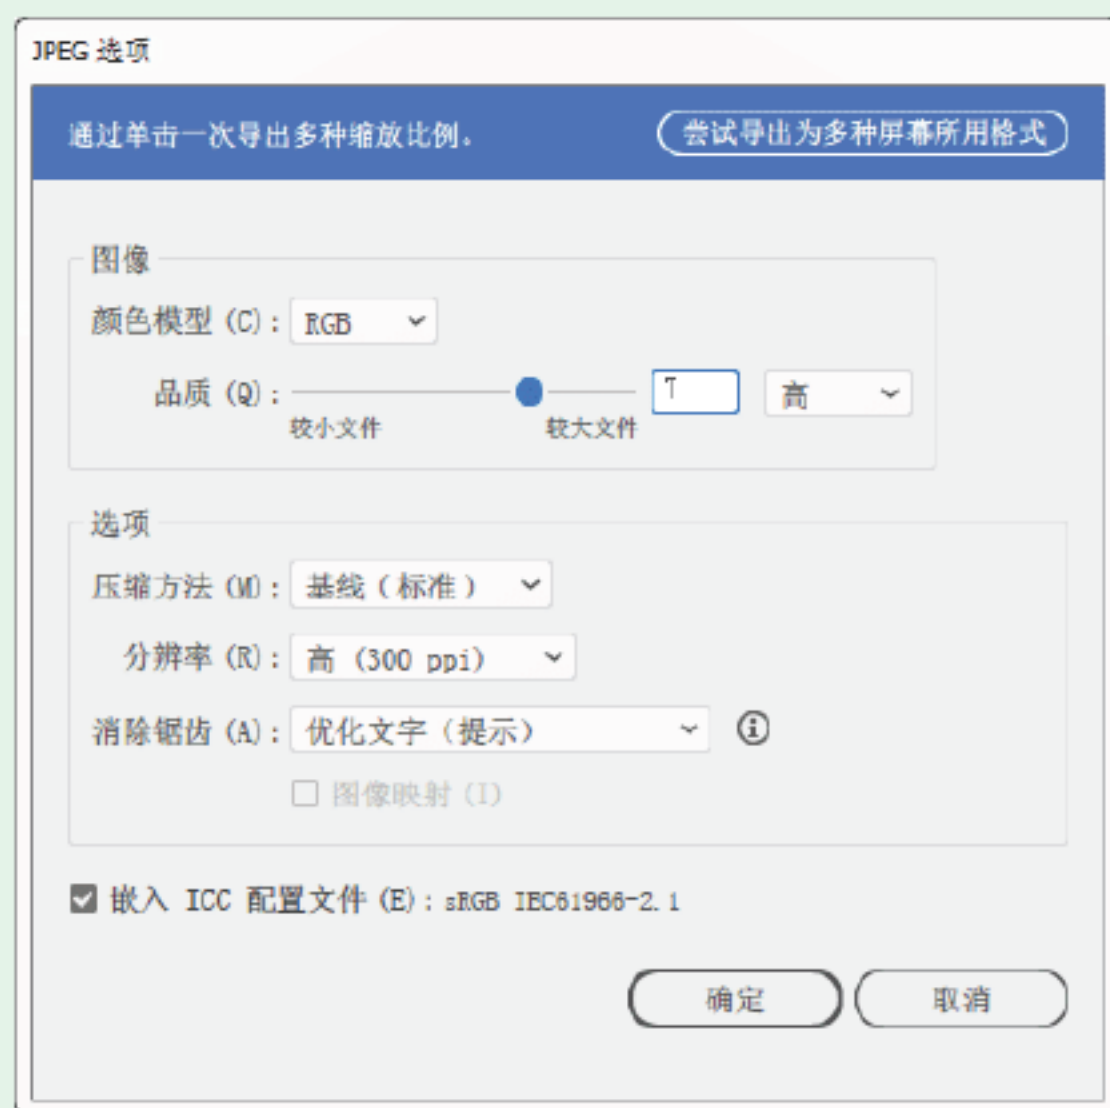 JPEG 选项
通过单击一次导出多种缩放比例。 尝试导出为多种屏幕所用格式
图像
颜色模型 (C): RGB
品质 (Q): 7 高
较小文件 较大文件
选项
压缩方法 (M): 基线(标准)
分辨率 (R): 高 (300 ppi)
消除锯齿 (A): 优化文字(提示)
图像映射 (I)
嵌入 ICC 配置文件 (E): sRGB IEC61966-2.1
确定 取消